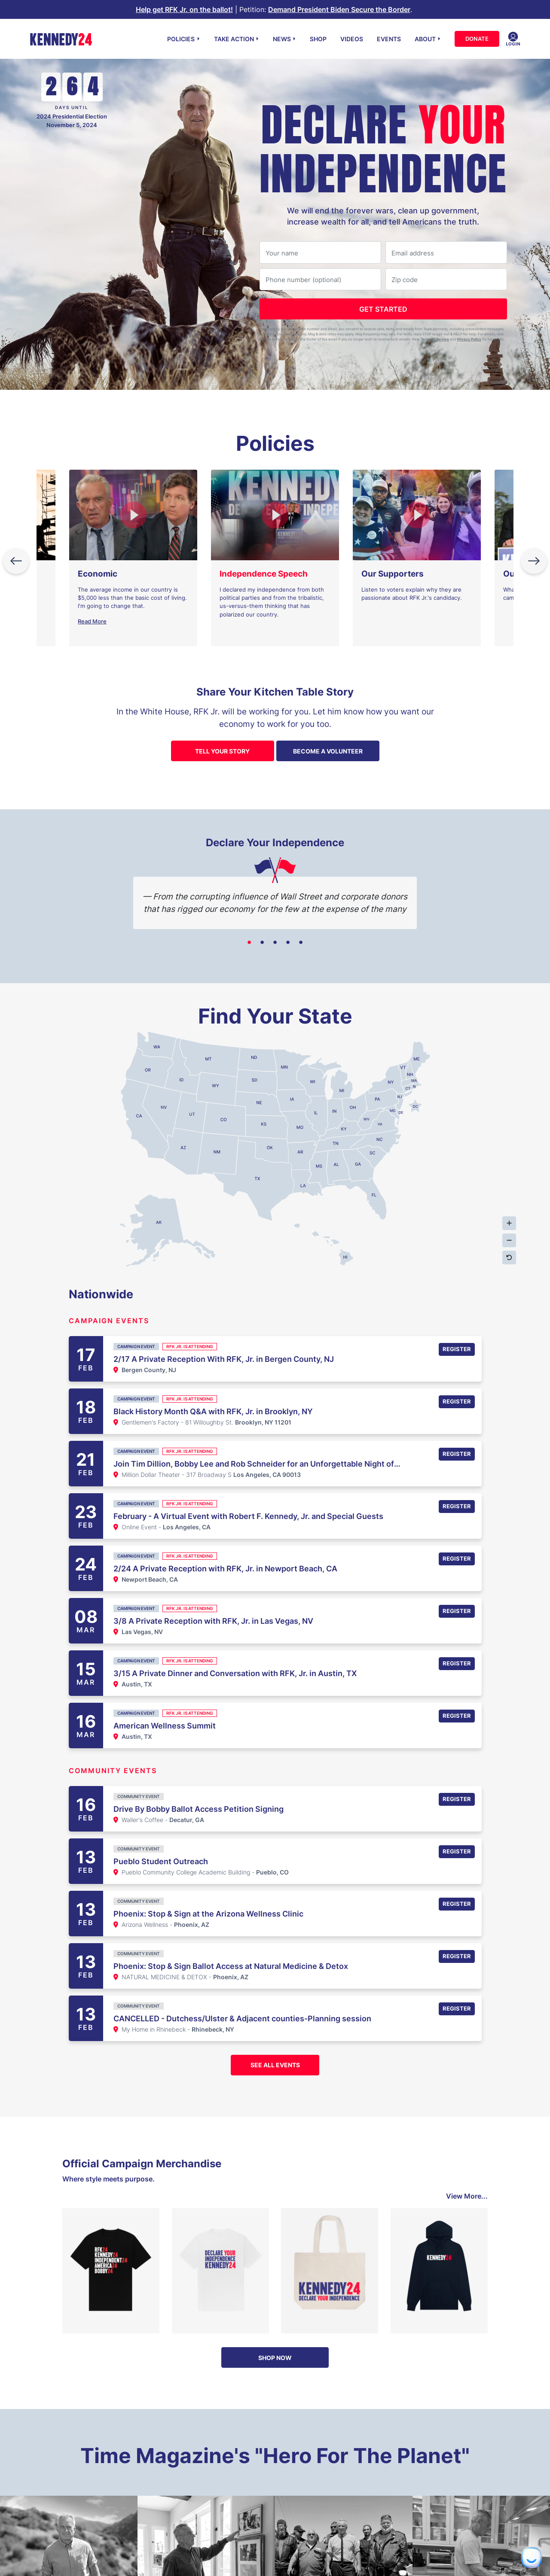 Help get RFK Jr. on the ballot! | Petition: Demand President Biden Secure the Border.
KENNEDY24
POLICIES
TAKE ACTION
NEWS
SHOP
VIDEOS
EVENTS
ABOUT
DONATE
LOGIN
264
DAYS UNTIL
2024 Presidential Election
November 5, 2024
DECLARE YOUR
INDEPENDENCE
We will end the forever wars, clean up government,
increase wealth for all, and tell Americans the truth.
Your name
Email address
Phone number (optional)
Zip code
GET STARTED
Privacy Policy
Policies
Economic
The average income in our country is
$5,000 less than the basic cost of living.
I'm going to change that.
Read More
KENNEDY
Independence Speech
I declared my independence from both
political parties and from the tribalistic,
us-versus-them thinking that has
polarized our country.
Our Supporters
Listen to voters explain why they are
passionate about RFK Jr.'s candidacy.
Share Your Kitchen Table Story
In the White House, RFK Jr. will be working for you. Let him know how you want our
economy to work for you too.
TELL YOUR STORY
BECOME A VOLUNTEER
Declare Your Independence
— From the corrupting influence of Wall Street and corporate donors
that has rigged our economy for the few at the expense of the many
Find Your State
WA
MT
ND
MN
ME
VT
NH
OR
ID
WY
SD
WI
MI
NY
MA
CT
RI
NV
UT
NE
IA
PA
NJ
CA
CO
KS
MO
IL
IN
OH
WV
VA
MD
DE
DC
KY
AZ
NM
OK
AR
TN
NC
SC
TX
LA
MS
AL
GA
FL
AK
HI
+
−
Nationwide
CAMPAIGN EVENTS
17
FEB
CAMPAIGN EVENT
RFK JR. IS ATTENDING
2/17 A Private Reception With RFK, Jr. in Bergen County, NJ
Bergen County, NJ
REGISTER
18
FEB
CAMPAIGN EVENT
RFK JR. IS ATTENDING
Black History Month Q&A with RFK, Jr. in Brooklyn, NY
Gentlemen's Factory - 81 Willoughby St. Brooklyn, NY 11201
REGISTER
21
FEB
CAMPAIGN EVENT
RFK JR. IS ATTENDING
Join Tim Dillion, Bobby Lee and Rob Schneider for an Unforgettable Night of...
Million Dollar Theater - 317 Broadway S Los Angeles, CA 90013
REGISTER
23
FEB
CAMPAIGN EVENT
RFK JR. IS ATTENDING
February - A Virtual Event with Robert F. Kennedy, Jr. and Special Guests
Online Event - Los Angeles, CA
REGISTER
24
FEB
CAMPAIGN EVENT
RFK JR. IS ATTENDING
2/24 A Private Reception with RFK, Jr. in Newport Beach, CA
Newport Beach, CA
REGISTER
08
MAR
CAMPAIGN EVENT
RFK JR. IS ATTENDING
3/8 A Private Reception with RFK, Jr. in Las Vegas, NV
Las Vegas, NV
REGISTER
15
MAR
CAMPAIGN EVENT
RFK JR. IS ATTENDING
3/15 A Private Dinner and Conversation with RFK, Jr. in Austin, TX
Austin, TX
REGISTER
16
MAR
CAMPAIGN EVENT
RFK JR. IS ATTENDING
American Wellness Summit
Austin, TX
REGISTER
COMMUNITY EVENTS
16
FEB
COMMUNITY EVENT
Drive By Bobby Ballot Access Petition Signing
Waller's Coffee - Decatur, GA
REGISTER
13
FEB
COMMUNITY EVENT
Pueblo Student Outreach
Pueblo Community College Academic Building - Pueblo, CO
REGISTER
13
FEB
COMMUNITY EVENT
Phoenix: Stop & Sign at the Arizona Wellness Clinic
Arizona Wellness - Phoenix, AZ
REGISTER
13
FEB
COMMUNITY EVENT
Phoenix: Stop & Sign Ballot Access at Natural Medicine & Detox
NATURAL MEDICINE & DETOX - Phoenix, AZ
REGISTER
13
FEB
COMMUNITY EVENT
CANCELLED - Dutchess/Ulster & Adjacent counties-Planning session
My Home in Rhinebeck - Rhinebeck, NY
REGISTER
SEE ALL EVENTS
Official Campaign Merchandise
Where style meets purpose.
View More...
RFK24
KENNEDY24
INDEPENDENT24
AMERICA24
BOBBY24
DECLARE YOUR
INDEPENDENCE
KENNEDY24
KENNEDY24
DECLARE YOUR INDEPENDENCE
KENNEDY24
SHOP NOW
Time Magazine's "Hero For The Planet"